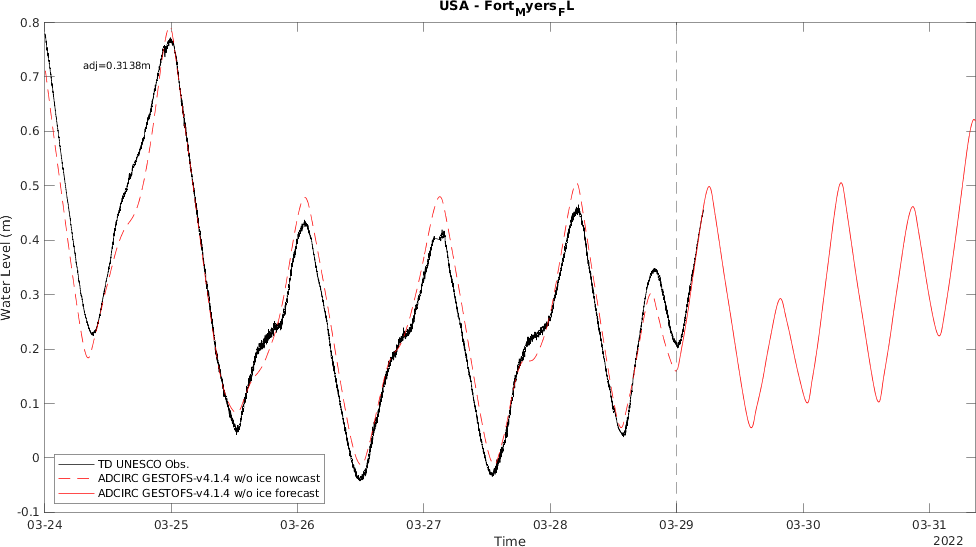 USA - Fort_Myers_FL
adj=0.3138m
0.8
0.7
0.6
0.5
0.4
0.3
0.2
0.1
0
-0.1
Water Level (m)
TD UNESCO Obs.
ADCIRC GESTOFS-v4.1.4 w/o ice nowcast
ADCIRC GESTOFS-v4.1.4 w/o ice forecast
03-24 03-25 03-26 03-27 03-28 03-29 03-30 03-31
Time
2022